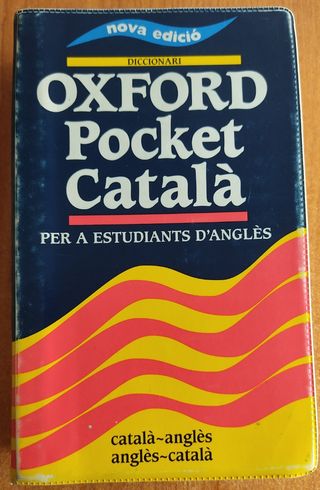 nova edició
DICCIONARI
OXFORD
Pocket
Català
PER A ESTUDIANTS D'ANGLÈS
català~anglès
anglès~català